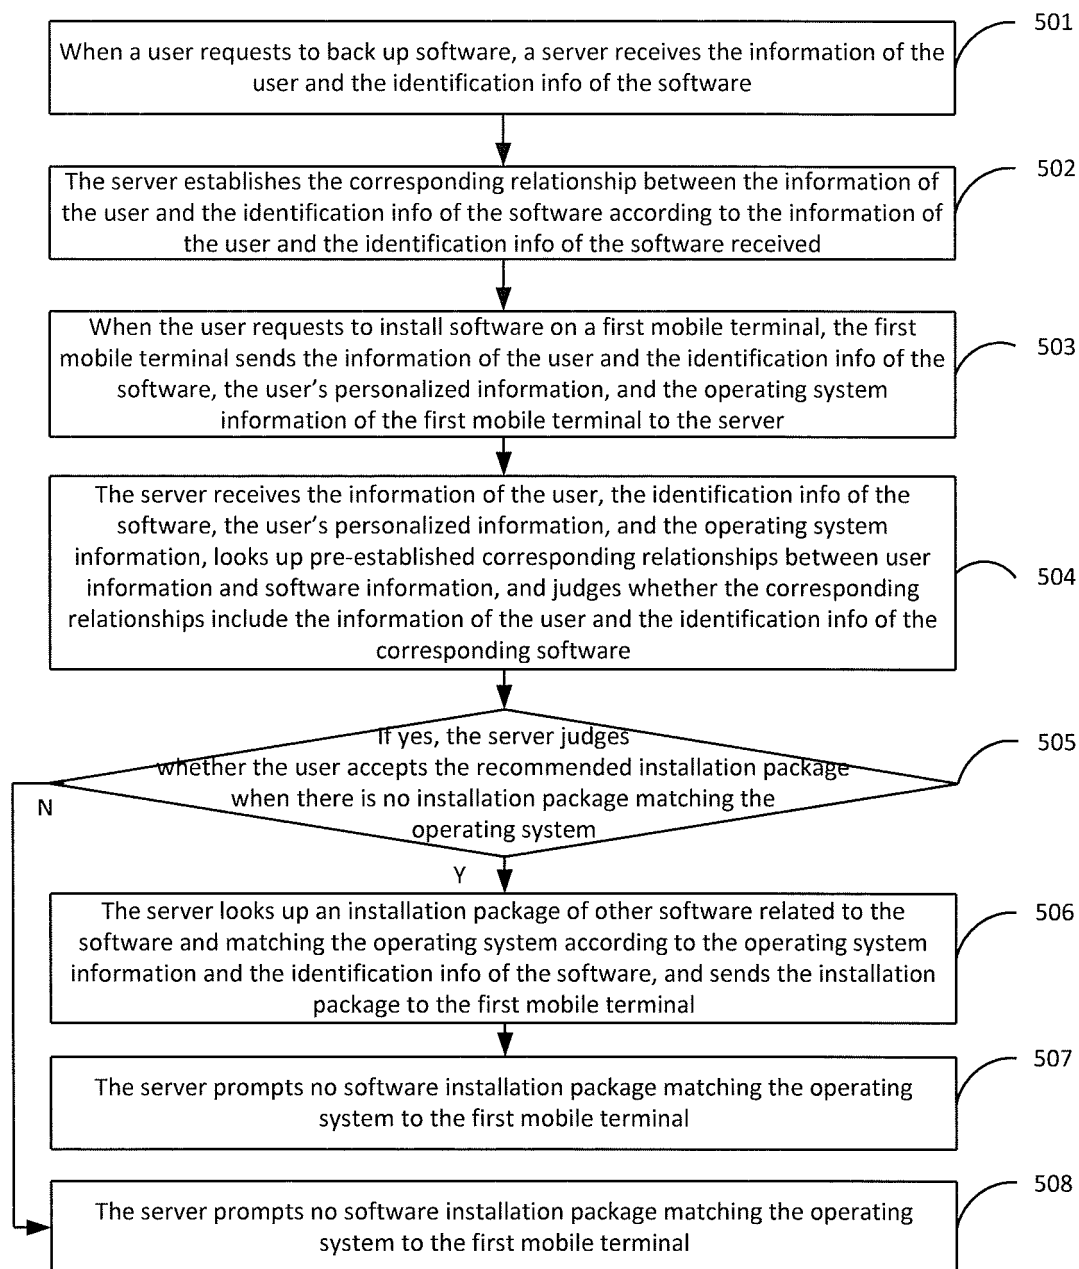 501
When a user requests to back up software, a server receives the information of the
user and the identification info of the software
502
The server establishes the corresponding relationship between the information of
the user and the identification info of the software according to the information of
the user and the identification info of the software received
503
When the user requests to install software on a first mobile terminal, the first
mobile terminal sends the information of the user and the identification info of the
software, the user's personalized information, and the operating system
information of the first mobile terminal to the server
504
The server receives the information of the user, the identification info of the
software, the user's personalized information, and the operating system
information, looks up pre-established corresponding relationships between user
information and software information, and judges whether the corresponding
relationships include the information of the user and the identification info of the
corresponding software
505
If yes, the server judges
whether the user accepts the recommended installation package
when there is no installation package matching the
operating system
N
Y
506
The server looks up an installation package of other software related to the
software and matching the operating system according to the operating system
information and the identification info of the software, and sends the installation
package to the first mobile terminal
507
The server prompts no software installation package matching the operating
system to the first mobile terminal
508
The server prompts no software installation package matching the operating
system to the first mobile terminal